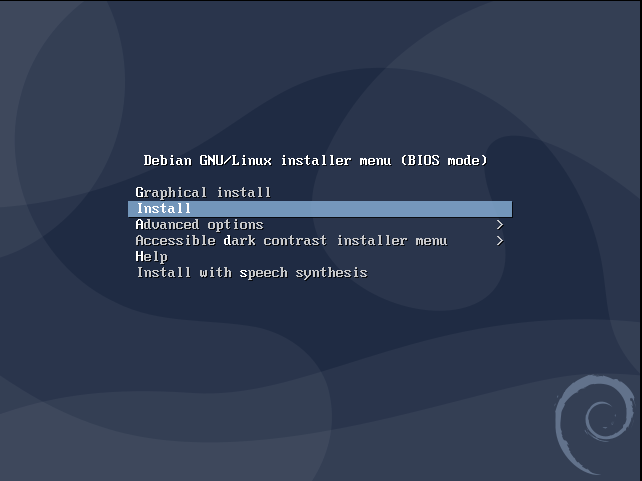 Debian GNU/Linux installer menu (BIOS mode)
Graphical install
Install
Advanced options >
Accessible dark contrast installer menu >
Help
Install with speech synthesis